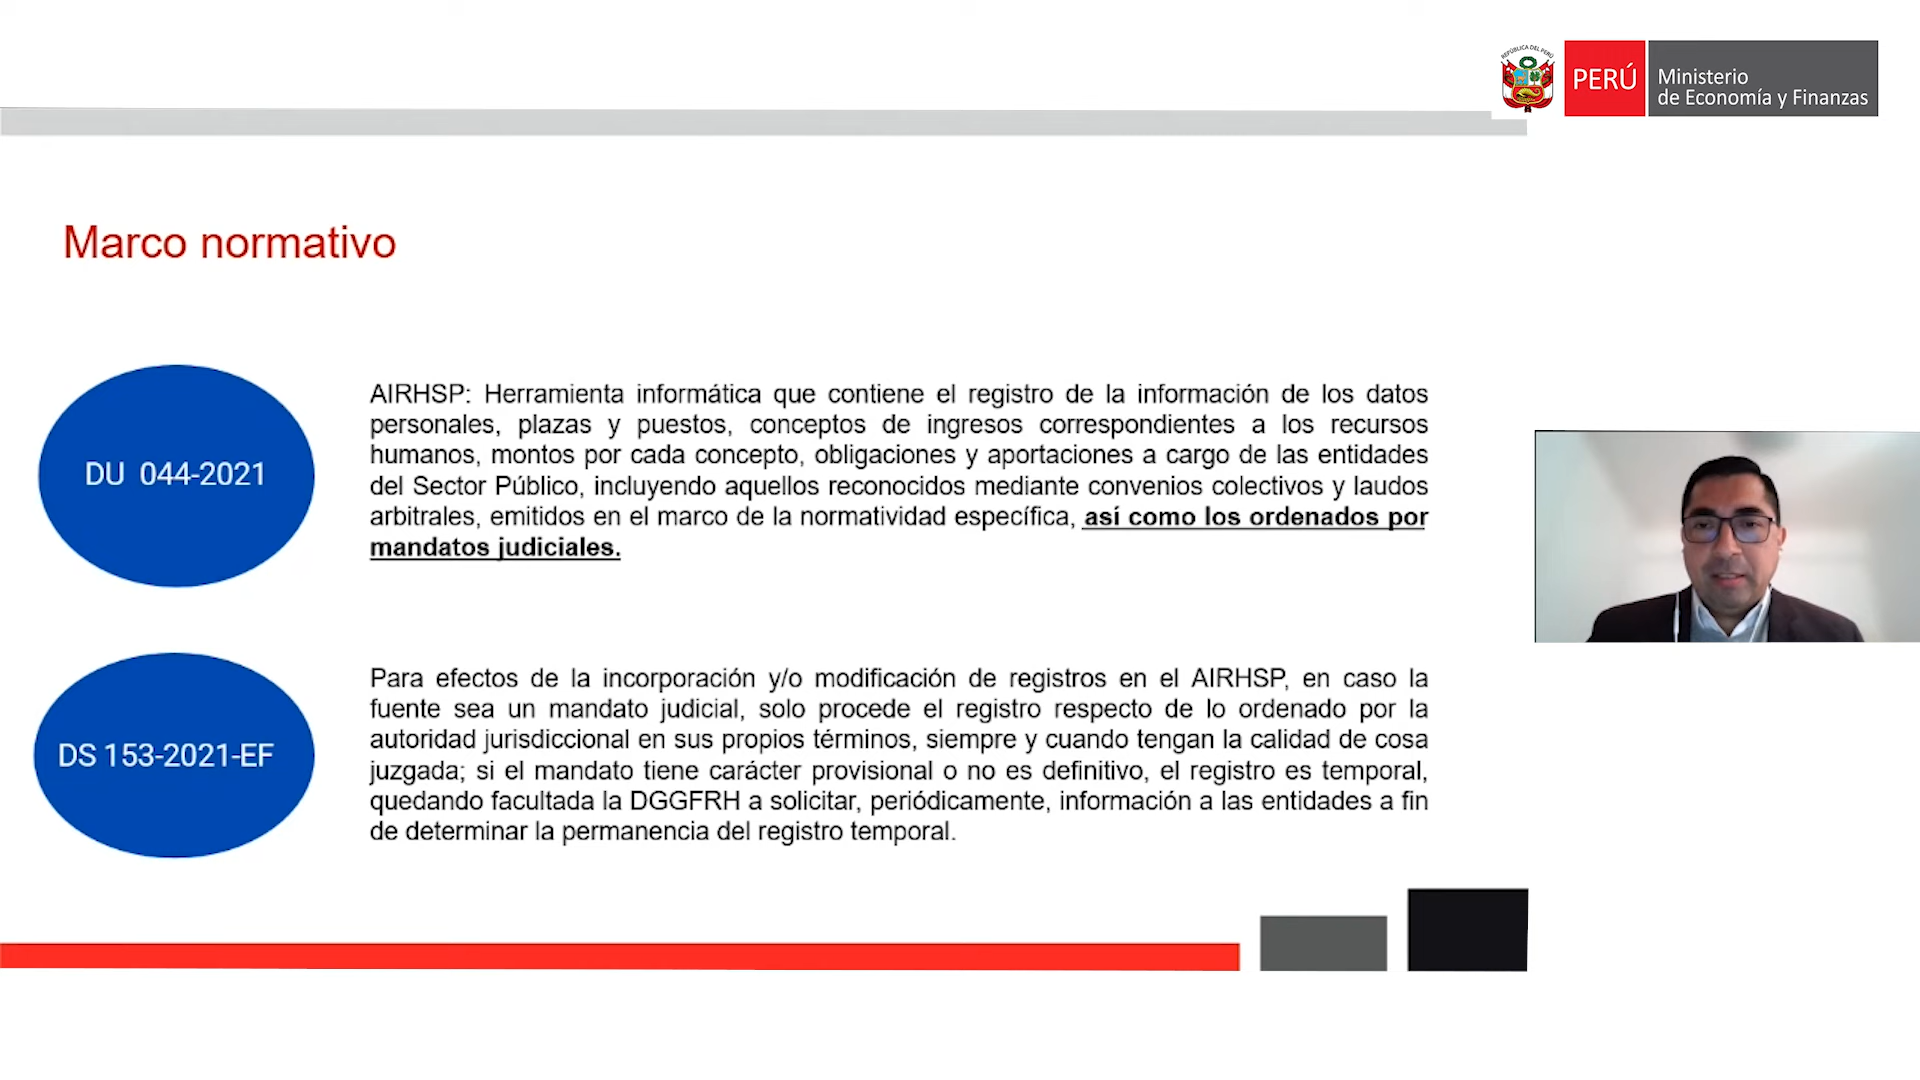 REPÚBLICA DEL PERÚ
PERÚ
Ministerio
de Economía y Finanzas
Marco normativo
DU 044-2021
AIRHSP: Herramienta informática que contiene el registro de la información de los datos
personales, plazas y puestos, conceptos de ingresos correspondientes a los recursos
humanos, montos por cada concepto, obligaciones y aportaciones a cargo de las entidades
del Sector Público, incluyendo aquellos reconocidos mediante convenios colectivos y laudos
arbitrales, emitidos en el marco de la normatividad específica, así como los ordenados por
mandatos judiciales.
DS 153-2021-EF
Para efectos de la incorporación y/o modificación de registros en el AIRHSP, en caso la
fuente sea un mandato judicial, solo procede el registro respecto de lo ordenado por la
autoridad jurisdiccional en sus propios términos, siempre y cuando tengan la calidad de cosa
juzgada; si el mandato tiene carácter provisional o no es definitivo, el registro es temporal,
quedando facultada la DGGFRH a solicitar, periódicamente, información a las entidades a fin
de determinar la permanencia del registro temporal.